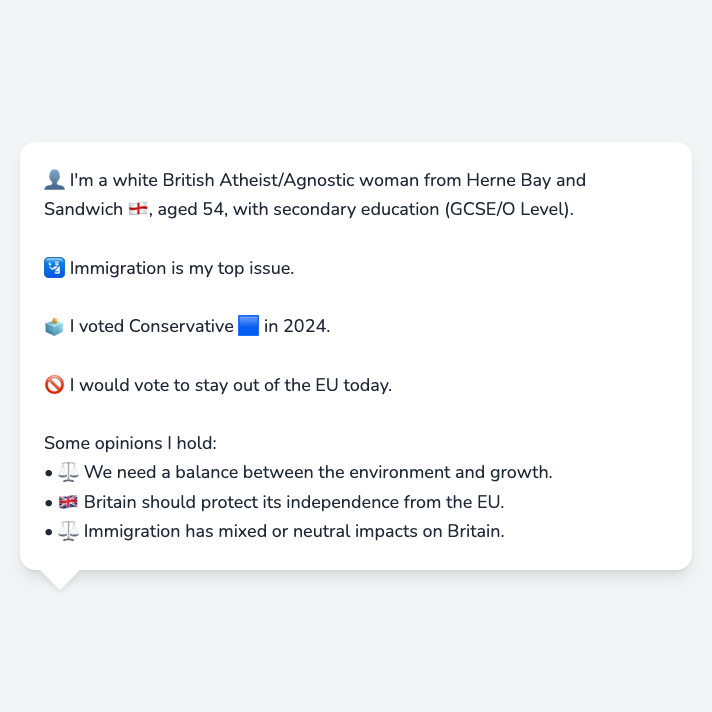 👤 I'm a white British Atheist/Agnostic woman from Herne Bay and
Sandwich 🏴󠁧󠁢󠁥󠁮󠁧󠁿, aged 54, with secondary education (GCSE/O Level).
🛂 Immigration is my top issue.
🗳️ I voted Conservative 🟦 in 2024.
🚫 I would vote to stay out of the EU today.
Some opinions I hold:
• ⚖️ We need a balance between the environment and growth.
• 🇬🇧 Britain should protect its independence from the EU.
• ⚖️ Immigration has mixed or neutral impacts on Britain.